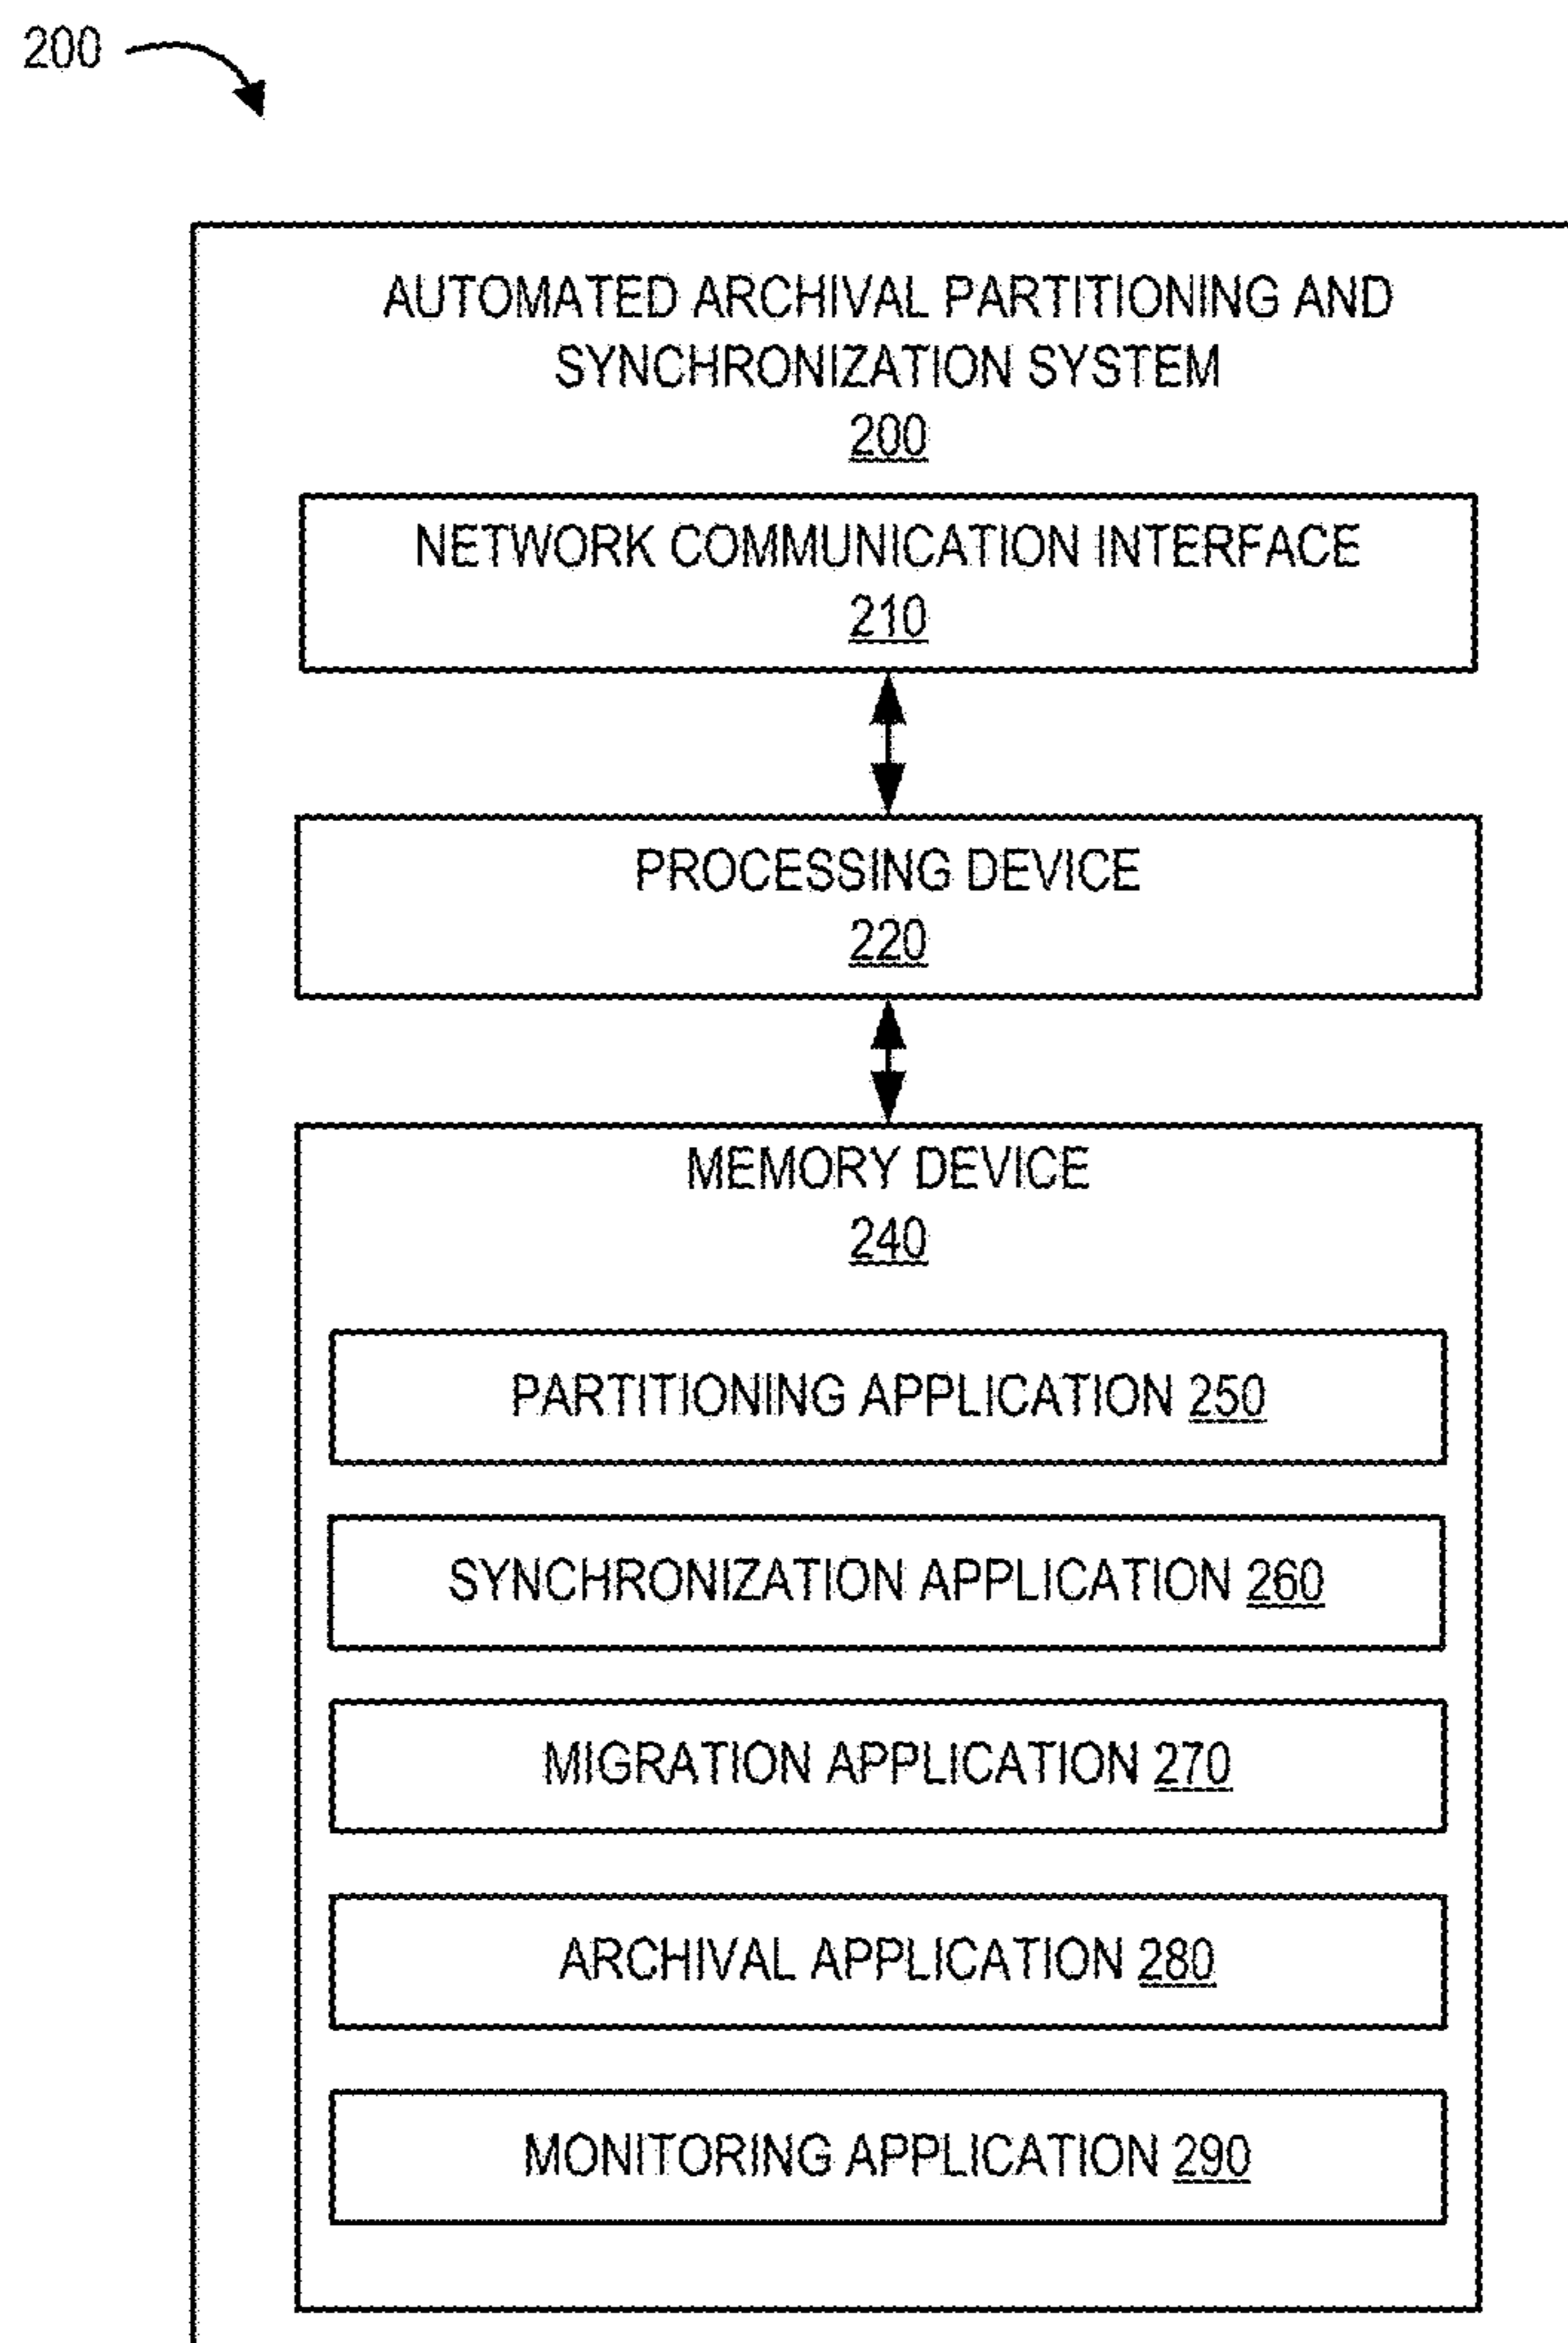 200
AUTOMATED ARCHIVAL PARTITIONING AND
SYNCHRONIZATION SYSTEM
200
NETWORK COMMUNICATION INTERFACE
210
PROCESSING DEVICE
220
MEMORY DEVICE
240
PARTITIONING APPLICATION 250
SYNCHRONIZATION APPLICATION 260
MIGRATION APPLICATION 270
ARCHIVAL APPLICATION 280
MONITORING APPLICATION 290